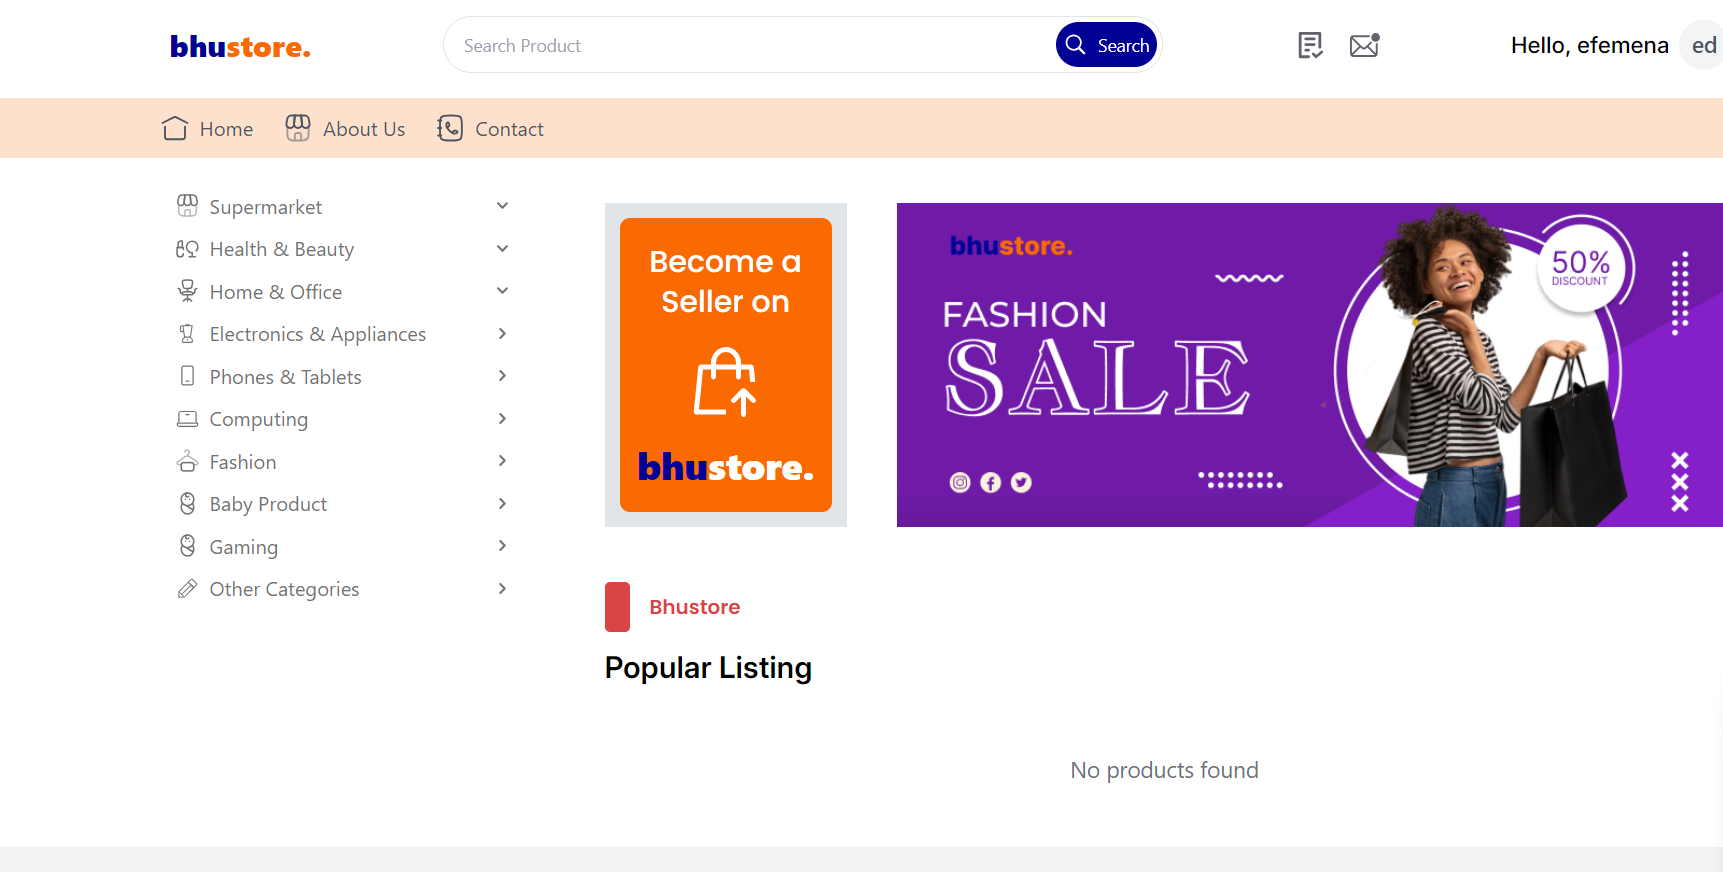 bhustore.
Search Product
Search
Hello, efemena
ed
Home
About Us
Contact
Supermarket
Health & Beauty
Home & Office
Electronics & Appliances
Phones & Tablets
Computing
Fashion
Baby Product
Gaming
Other Categories
Become a
Seller on
bhustore.
bhustore.
FASHION
SALE
50%
DISCOUNT
Bhustore
Popular Listing
No products found